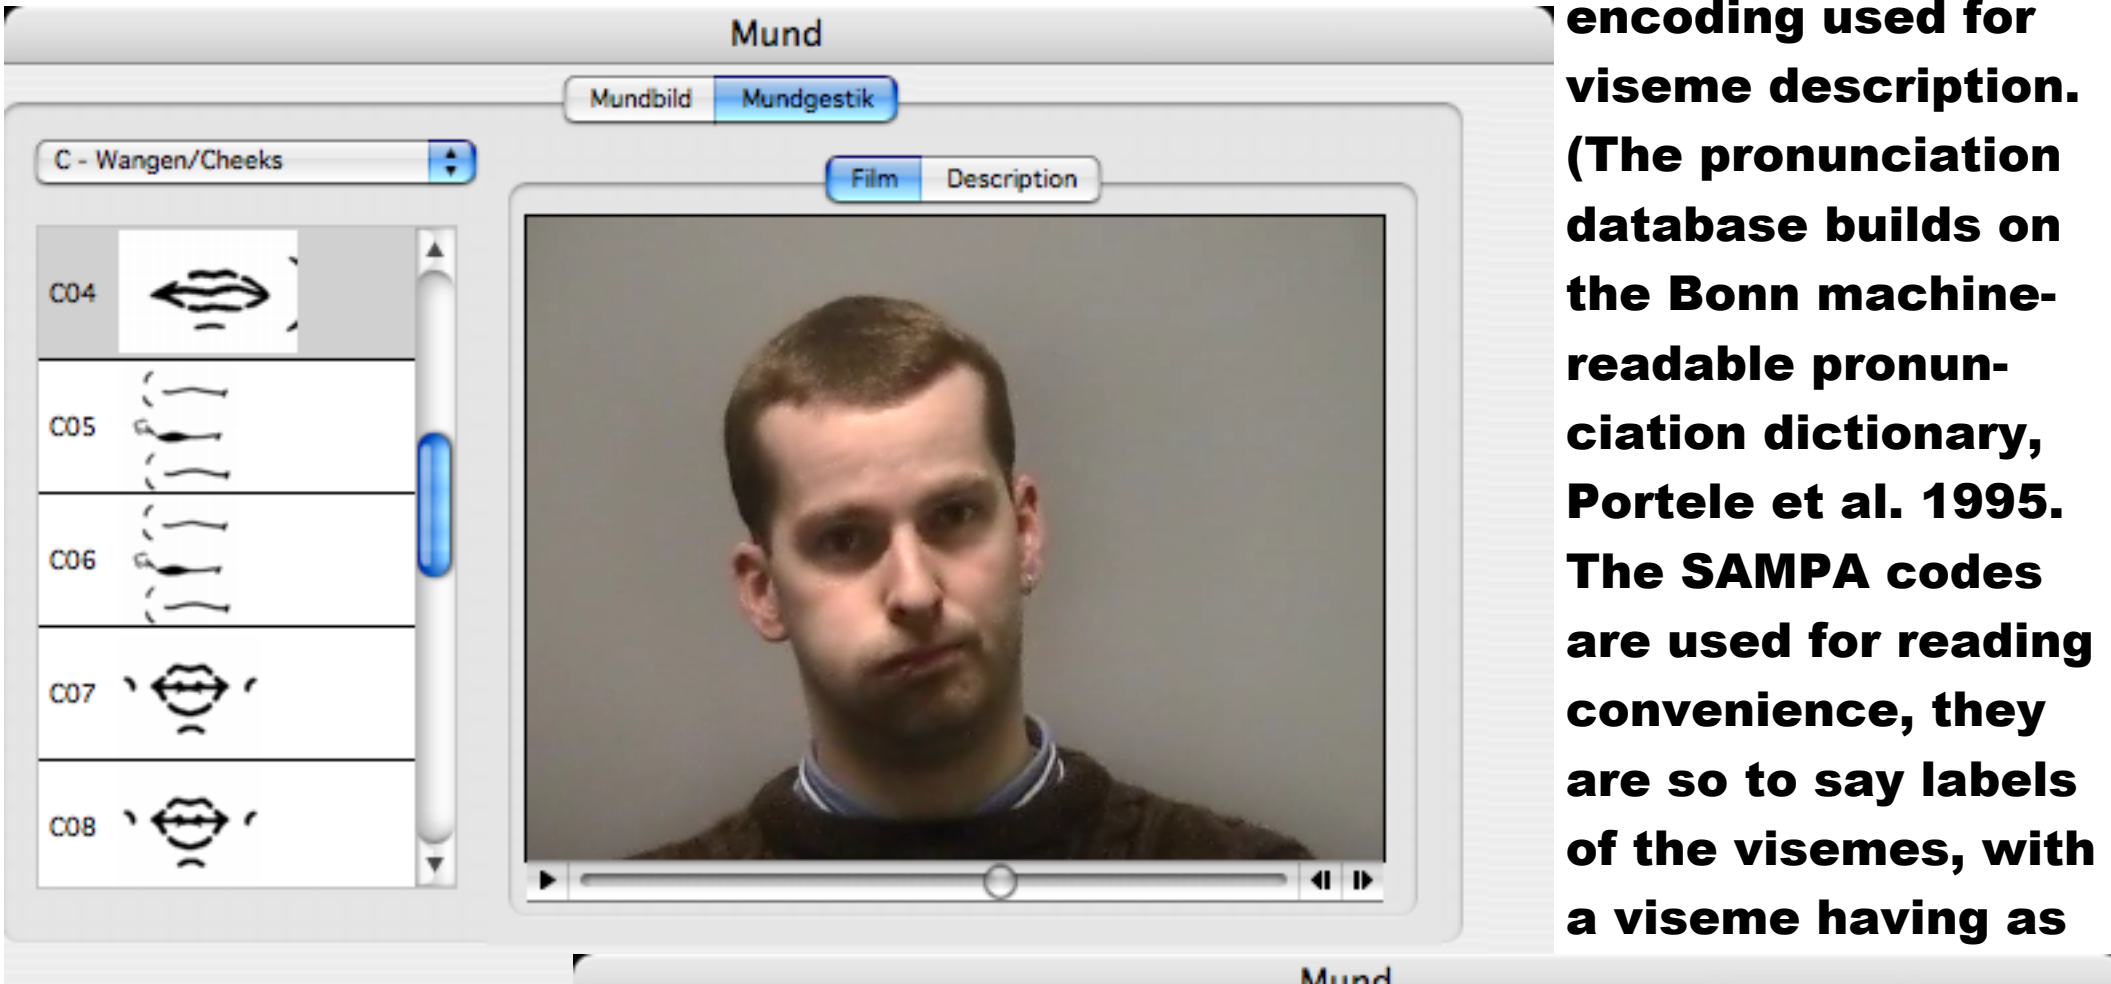 Mund
Mundbild Mundgestik
C - Wangen/Cheeks
Film Description
C04
C05
C06
C07
C08
encoding used for
viseme description.
(The pronunciation
database builds on
the Bonn machine-
readable pronun-
ciation dictionary,
Portele et al. 1995.
The SAMPA codes
are used for reading
convenience, they
are so to say labels
of the visemes, with
a viseme having as
Mund